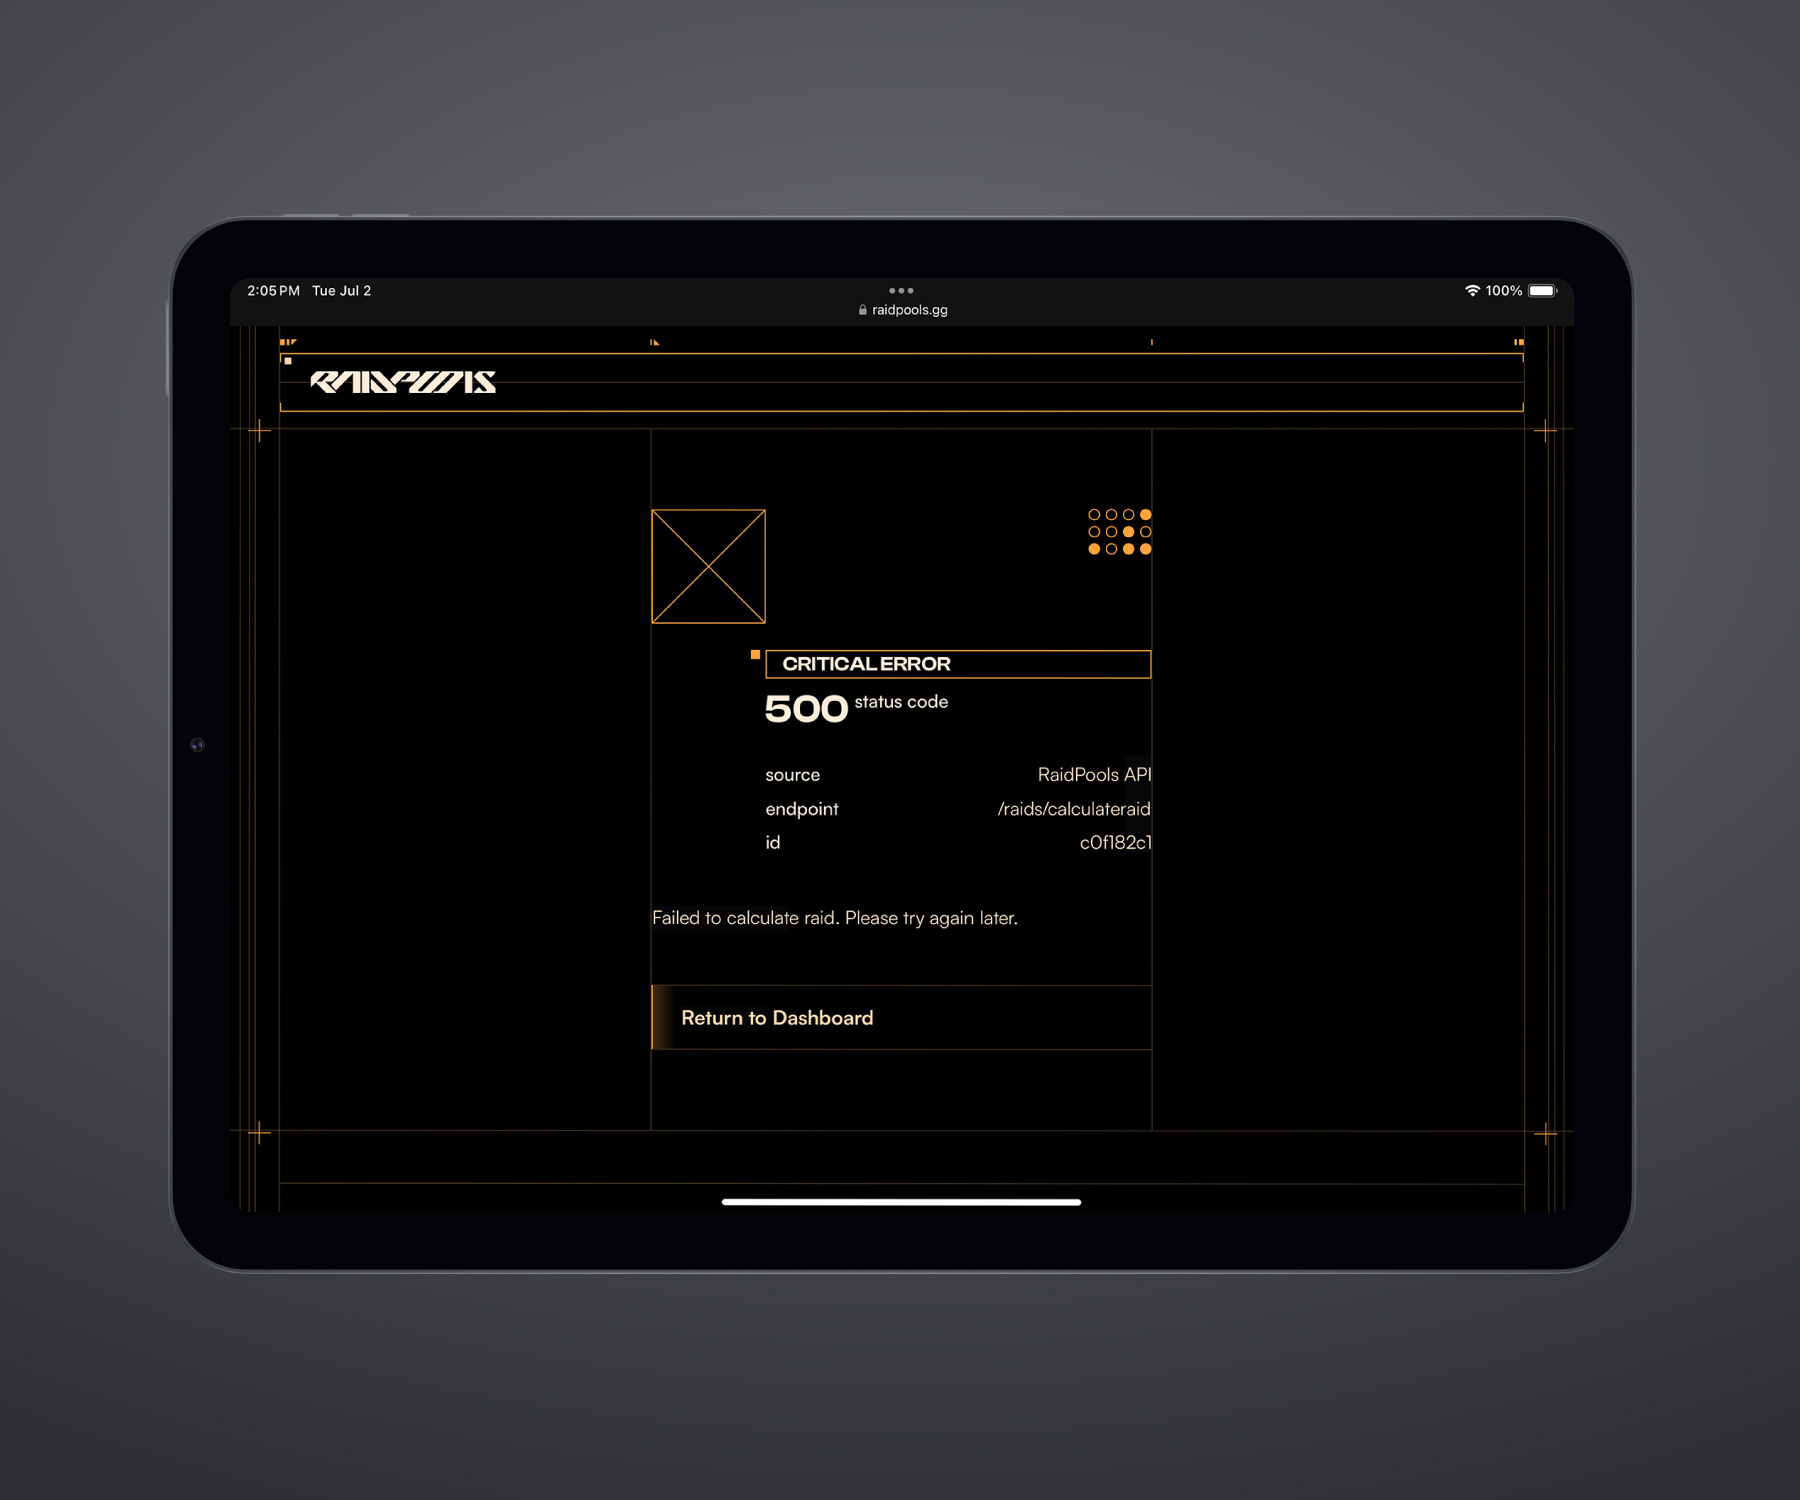 2:05 PM Tue Jul 2
100%
raidpools.gg
RAIDPOOLS
CRITICAL ERROR
500 status code
source RaidPools API
endpoint /raids/calculateraid
id c0f182c1
Failed to calculate raid. Please try again later.
Return to Dashboard